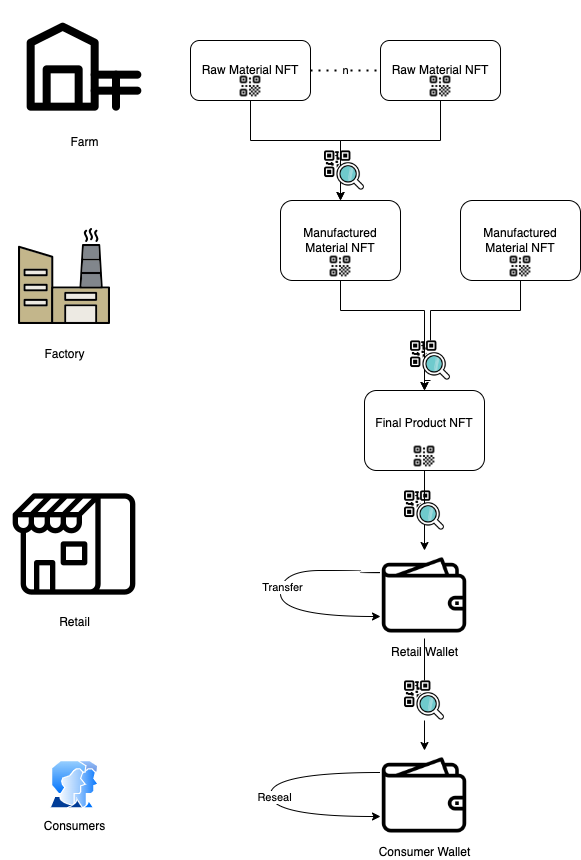 Raw Material NFT
n
Raw Material NFT
Farm
Manufactured
Material NFT
Manufactured
Material NFT
Factory
Final Product NFT
Transfer
Retail
Retail Wallet
Reseal
Consumers
Consumer Wallet